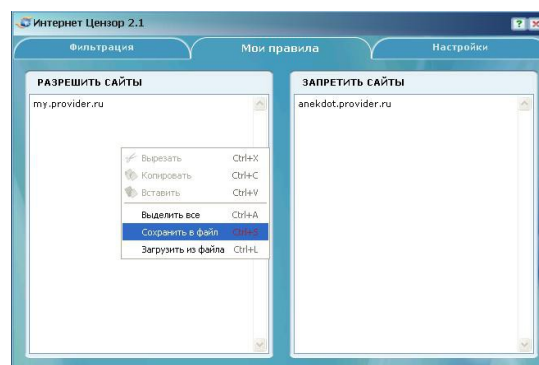 Интернет Цензор 2.1
?
Фильтрация
Мои правила
Настройки
РАЗРЕШИТЬ САЙТЫ
ЗАПРЕТИТЬ САЙТЫ
my.provider.ru
anekdot.provider.ru
Вырезать Ctrl+X
Копировать Ctrl+C
Вставить Ctrl+V
Выделить все Ctrl+A
Сохранить в файл Ctrl+S
Загрузить из файла Ctrl+L